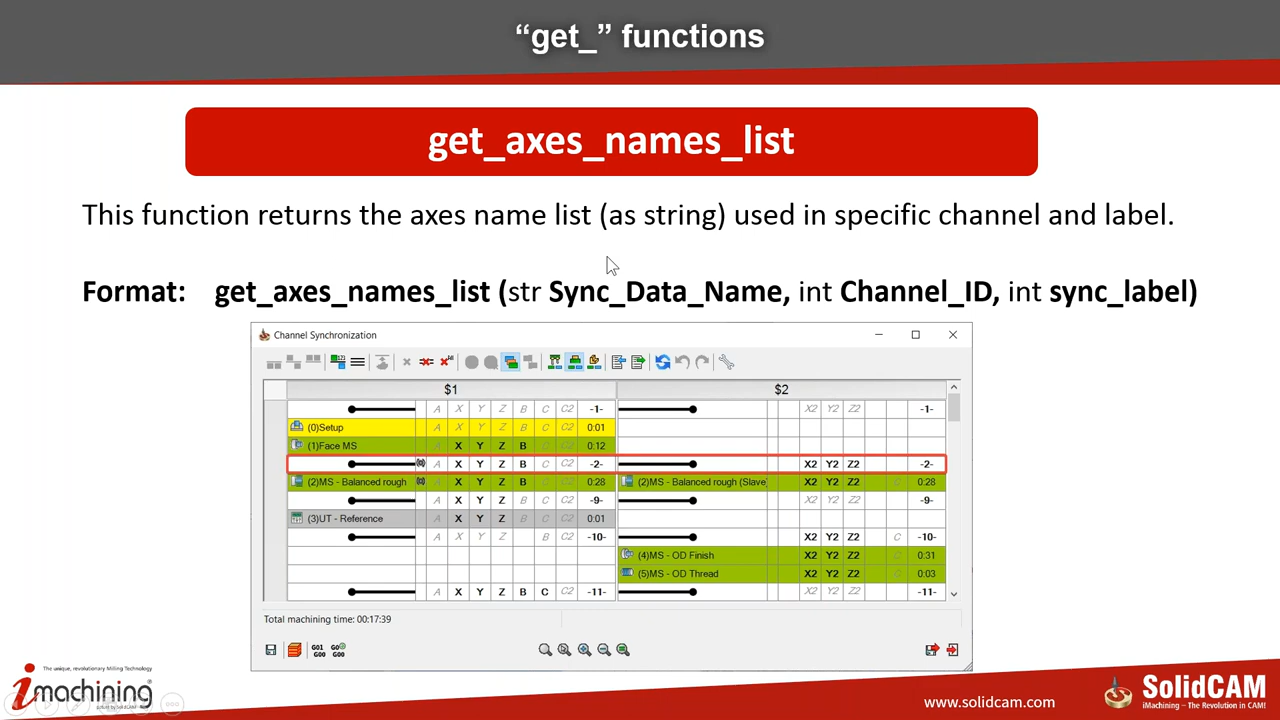 “get_” functions
get_axes_names_list
This function returns the axes name list (as string) used in specific channel and label.
Format: get_axes_names_list (str Sync_Data_Name, int Channel_ID, int sync_label)
Channel Synchronization
$1 $2
A X Y Z B C C2 -1- X2 Y2 Z2 -1-
(0)Setup A X Y Z B C C2 0:01
(1)Face MS A X Y Z B C C2 0:12
A X Y Z B C C2 -2- X2 Y2 Z2 -2-
(2)MS - Balanced rough A X Y Z B C C2 0:28 (2)MS - Balanced rough (Slave) X2 Y2 Z2 C 0:28
A X Y Z B C C2 -9- X2 Y2 Z2 -9-
(3)UT - Reference A X Y Z B C C2 0:01
A X Y Z B C2 -10- X2 Y2 Z2 C -10-
(4)MS - OD Finish X2 Y2 Z2 C 0:31
(5)MS - OD Thread X2 Y2 Z2 C 0:03
A X Y Z B C C2 -11- X2 Y2 Z2 C -11-
Total machining time: 00:17:39
G01
G00
The unique, revolutionary Milling Technology
imachining
www.solidcam.com
SolidCAM
iMachining – The Revolution in CAM!